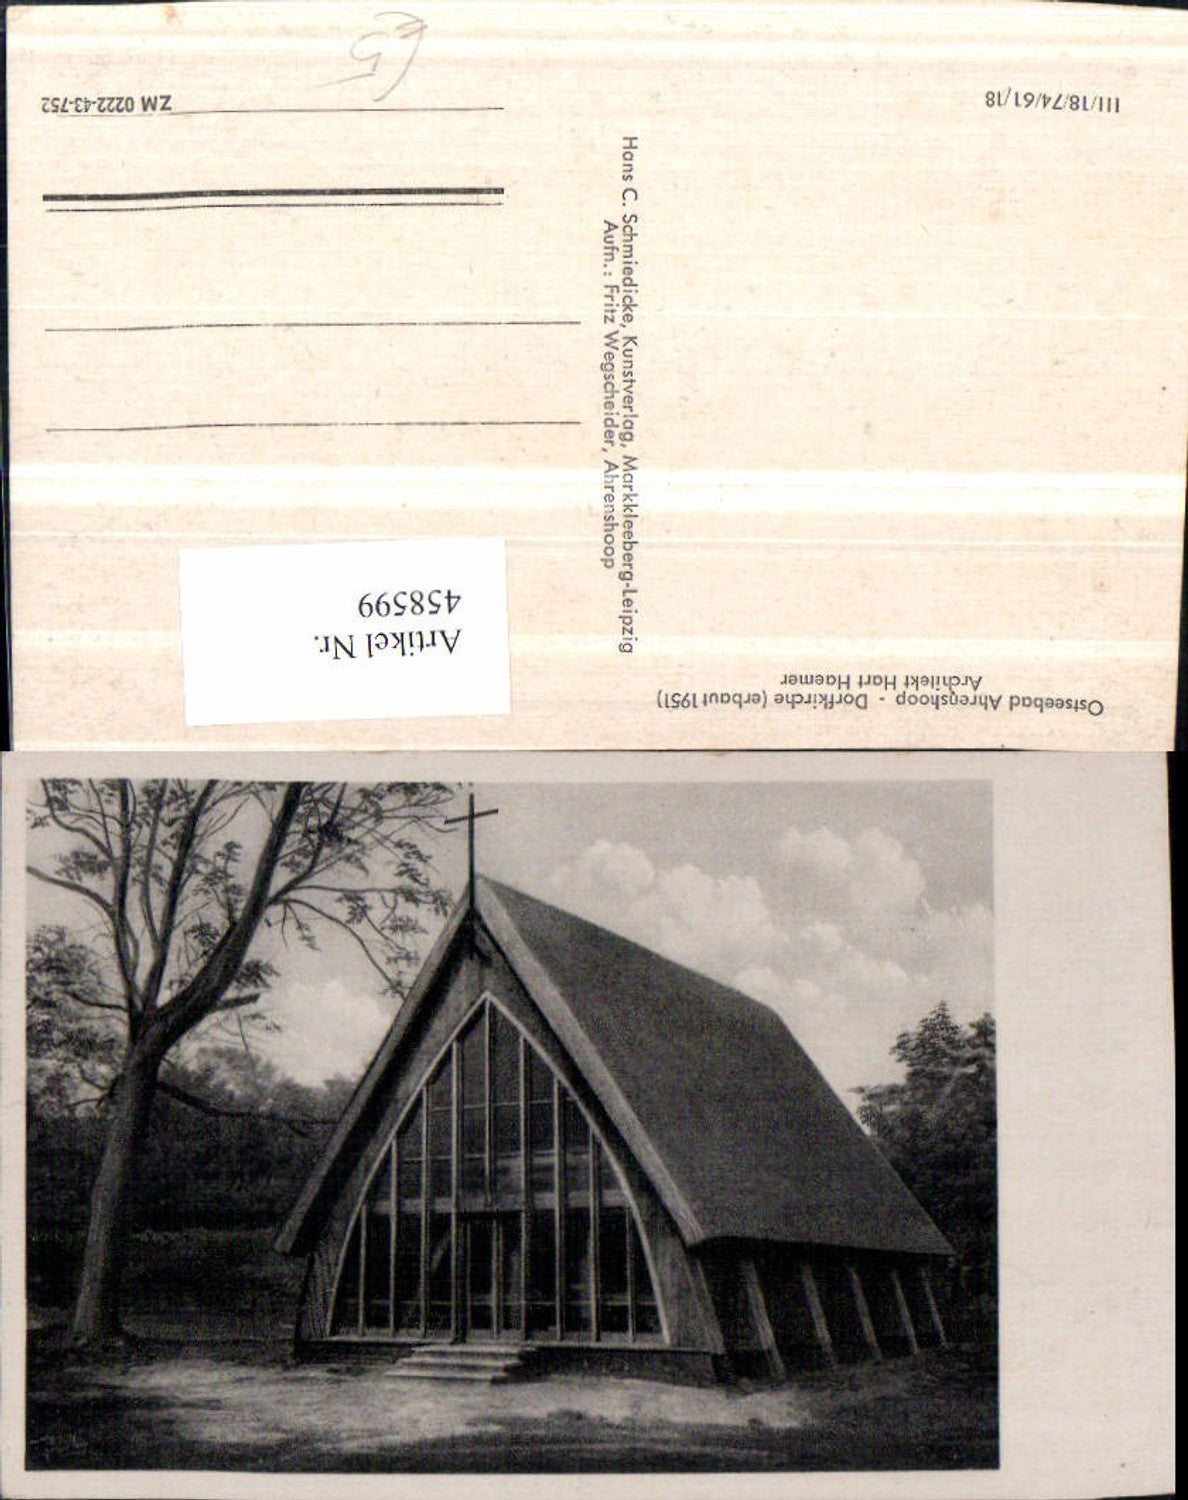 Ostseebad Ahrenshoop - Dorfkirche (erbaut 1951)
Architekt Hart Haemer
Hans C. Schmiedicke, Kunstverlag, Markkleeberg-Leipzig
Aufn.: Fritz Wegscheider, Ahrenshoop
Artikel Nr.
458599
III/18/74/61/18
ZM 0222-43-752